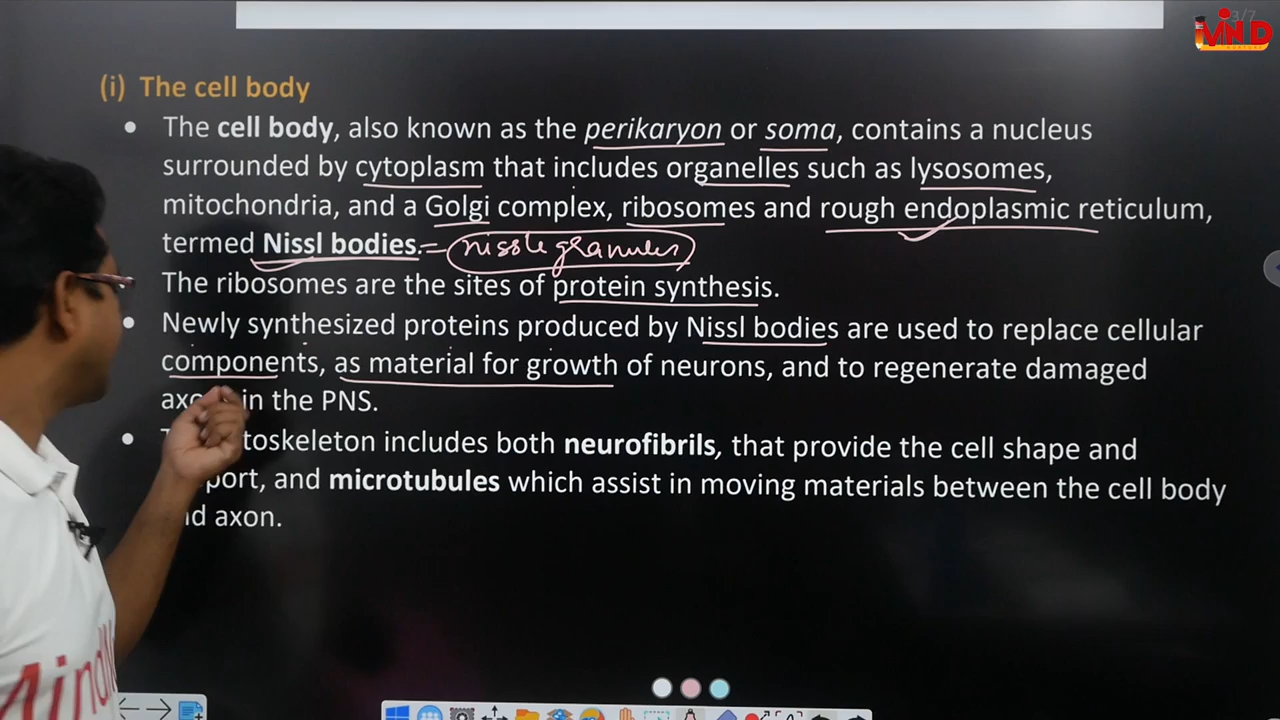 3/7
MIND
(i) The cell body
• The cell body, also known as the perikaryon or soma, contains a nucleus
surrounded by cytoplasm that includes organelles such as lysosomes,
mitochondria, and a Golgi complex, ribosomes and rough endoplasmic reticulum,
termed Nissl bodies. = nissle granules
The ribosomes are the sites of protein synthesis.
• Newly synthesized proteins produced by Nissl bodies are used to replace cellular
components, as material for growth of neurons, and to regenerate damaged
in the PNS.
• includes both neurofibrils, that provide the cell shape and
and microtubules which assist in moving materials between the cell body
axon.